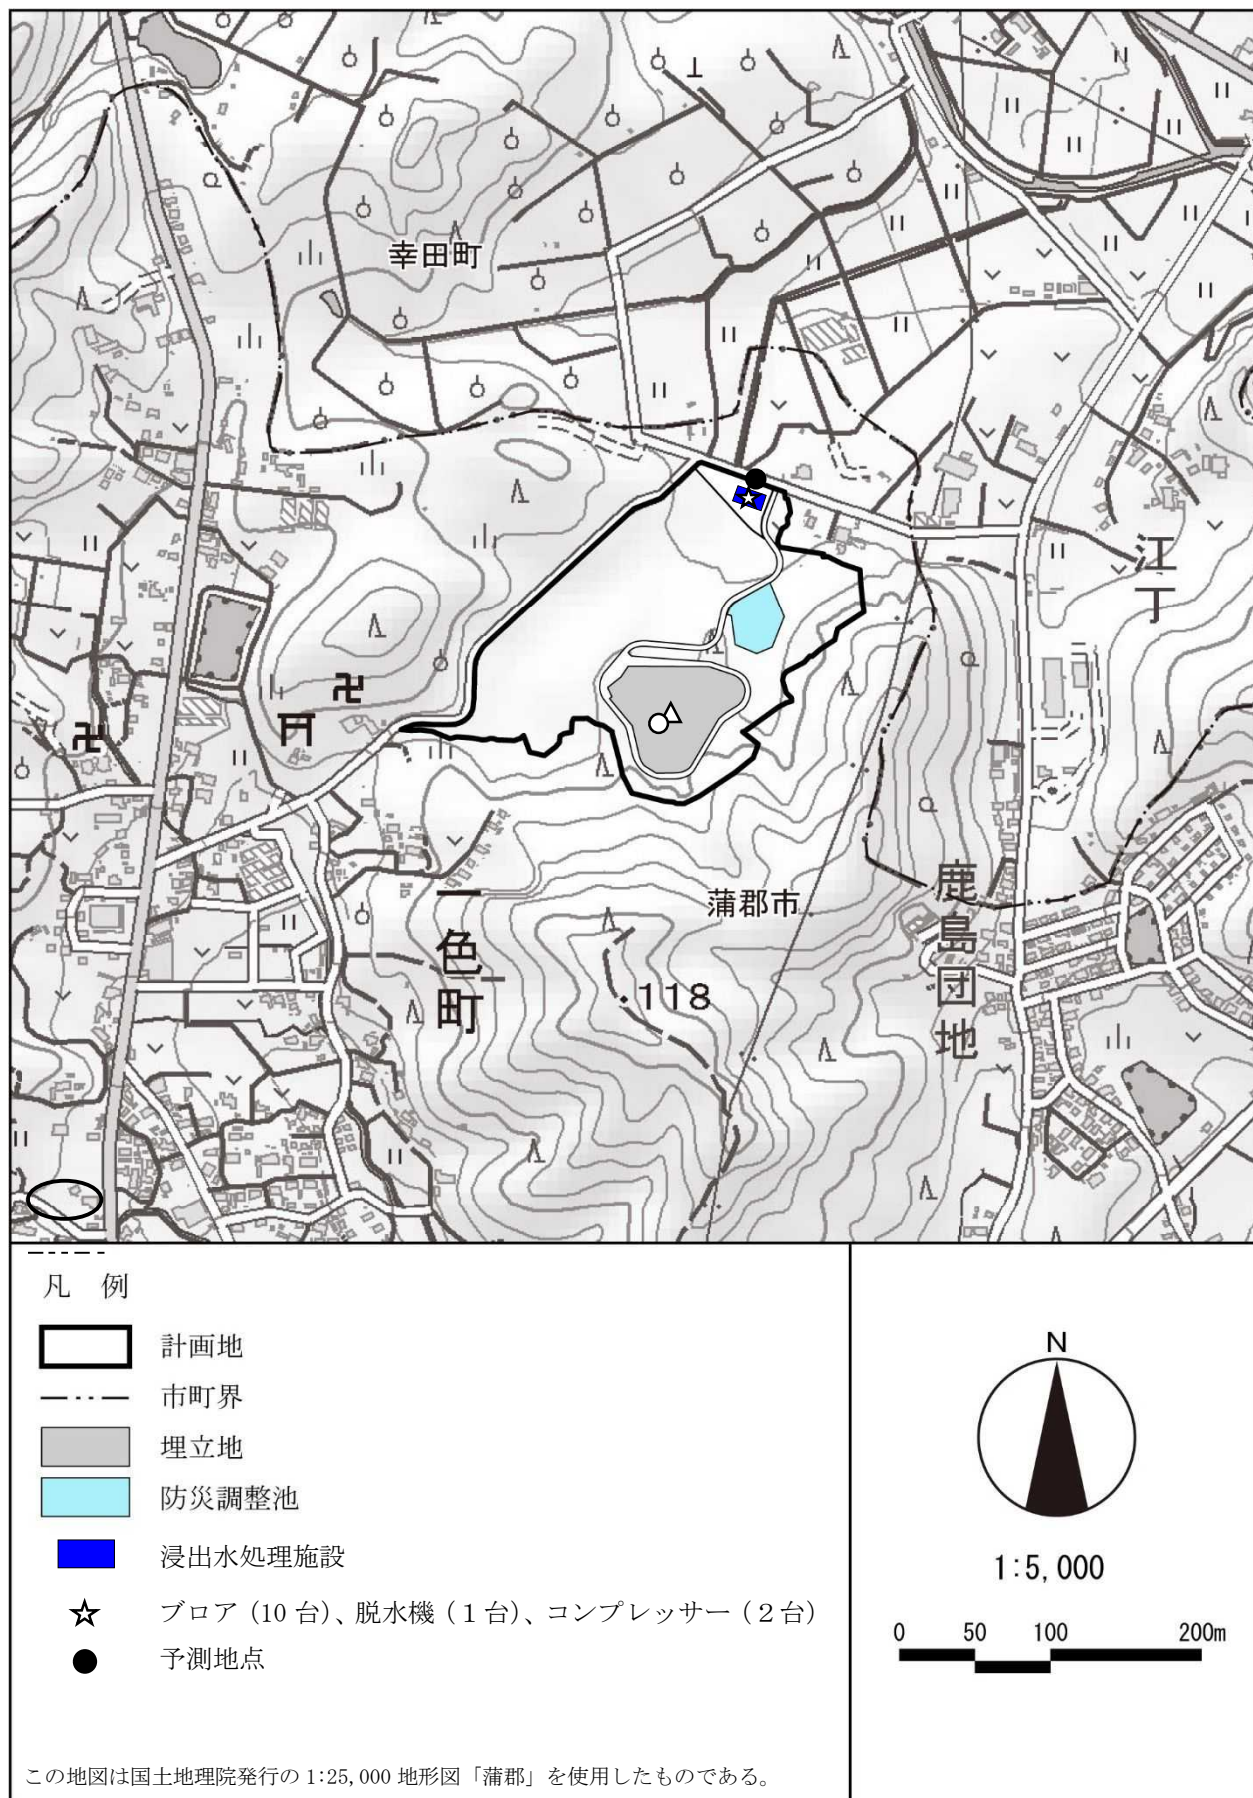 幸田町
江丁
蒲郡市
一色町
118
鹿島団地
凡 例
計画地
市町界
埋立地
防災調整池
浸出水処理施設
ブロア (10 台)、脱水機 (1 台)、コンプレッサー (2 台)
予測地点
この地図は国土地理院発行の 1:25,000 地形図「蒲郡」を使用したものである。
N
1:5,000
0 50 100 200m